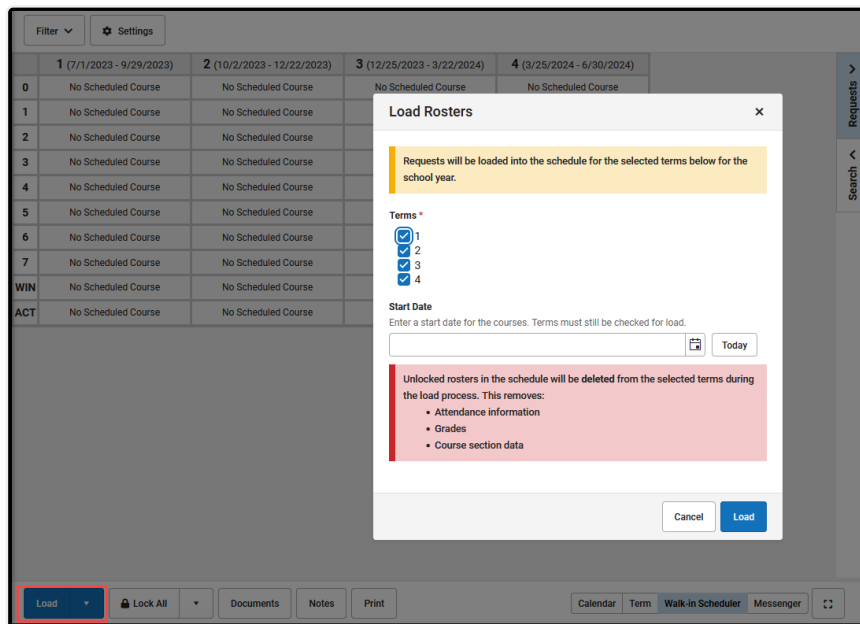 Filter
Settings
1 (7/1/2023 - 9/29/2023) 2 (10/2/2023 - 12/22/2023) 3 (12/25/2023 - 3/22/2024) 4 (3/25/2024 - 6/30/2024)
0 No Scheduled Course No Scheduled Course No Scheduled Course No Scheduled Course
1 No Scheduled Course No Scheduled Course
2 No Scheduled Course No Scheduled Course
3 No Scheduled Course No Scheduled Course
4 No Scheduled Course No Scheduled Course
5 No Scheduled Course No Scheduled Course
6 No Scheduled Course No Scheduled Course
7 No Scheduled Course No Scheduled Course
WIN No Scheduled Course No Scheduled Course
ACT No Scheduled Course No Scheduled Course
Requests
Search
Load Rosters
Requests will be loaded into the schedule for the selected terms below for the
school year.
Terms *
1
2
3
4
Start Date
Enter a start date for the courses. Terms must still be checked for load.
Today
Unlocked rosters in the schedule will be deleted from the selected terms during
the load process. This removes:
• Attendance information
• Grades
• Course section data
Cancel Load
Load Lock All Documents Notes Print Calendar Term Walk-in Scheduler Messenger